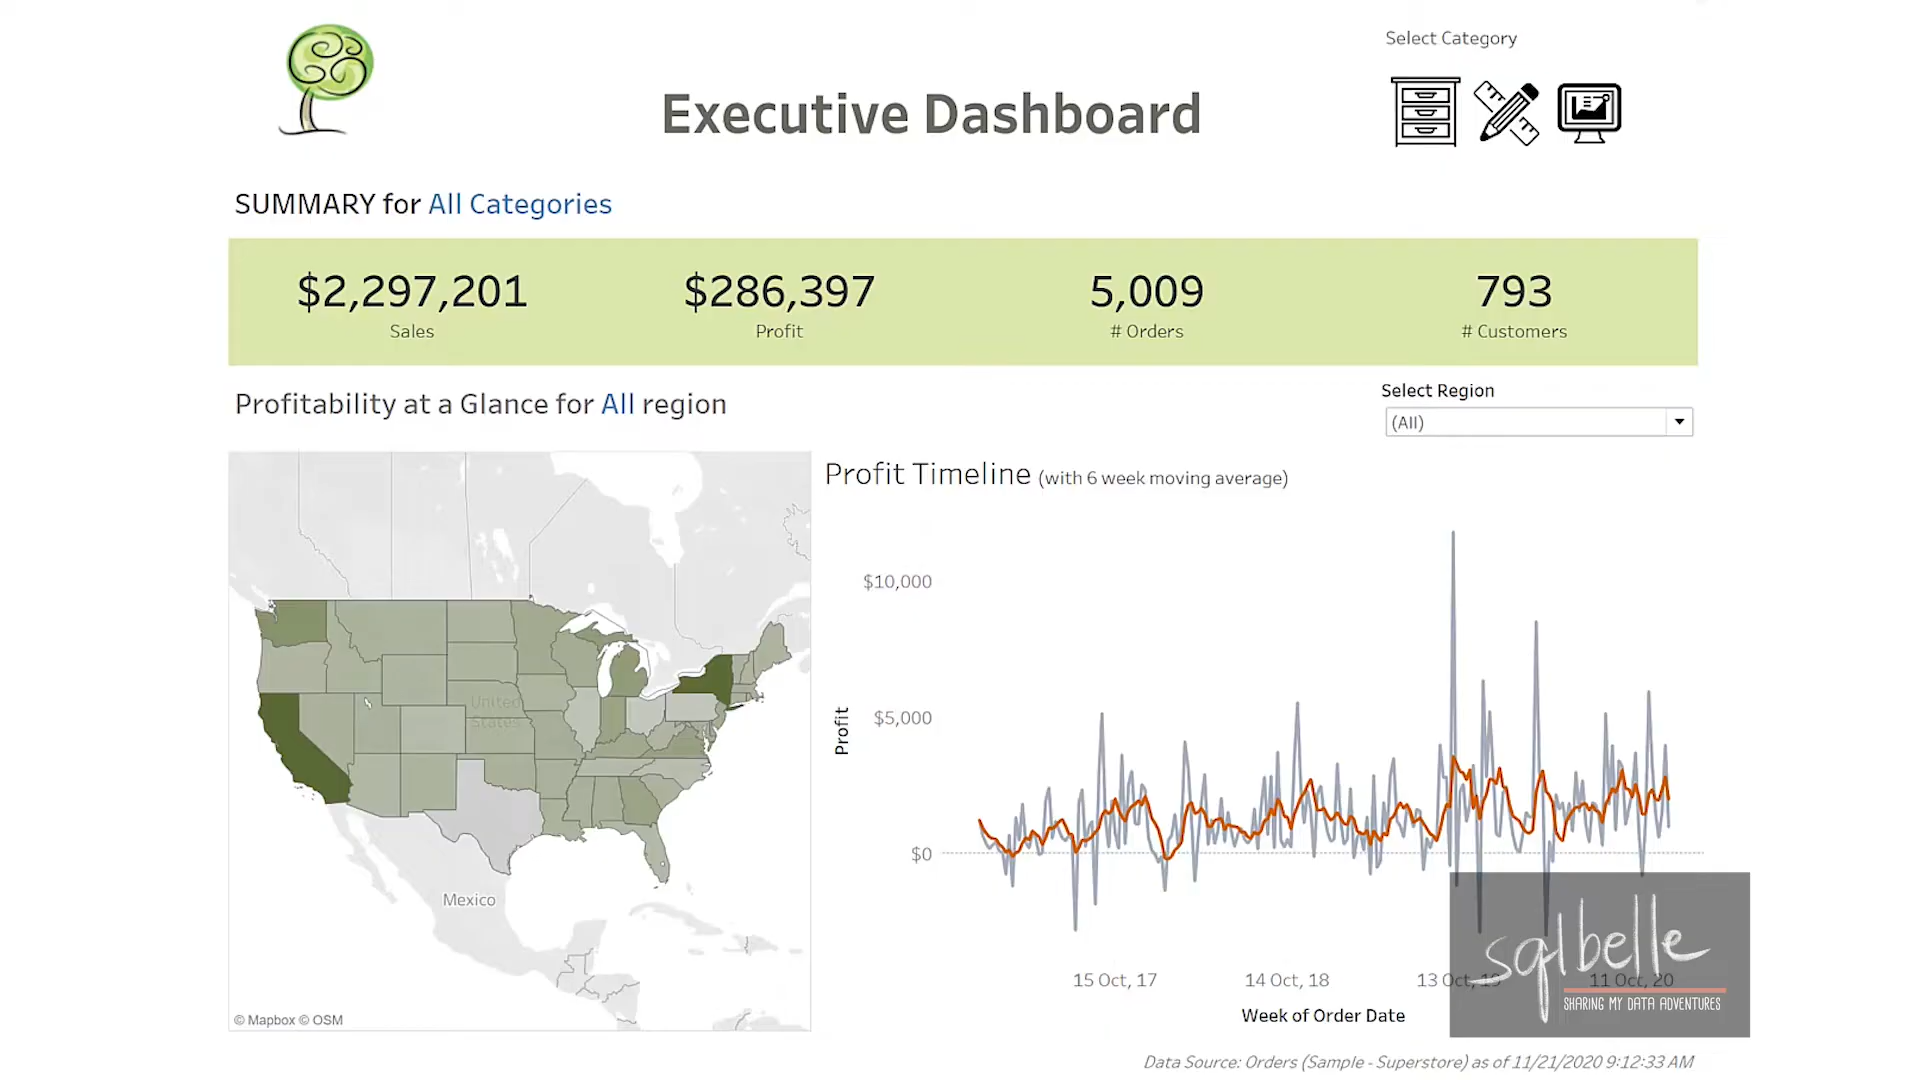 Select Category
Executive Dashboard
SUMMARY for All Categories
$2,297,201
Sales
$286,397
Profit
5,009
# Orders
793
# Customers
Profitability at a Glance for All region
Select Region
(All)
United
States
Mexico
© Mapbox © OSM
Profit Timeline (with 6 week moving average)
Profit
$10,000
$5,000
$0
15 Oct, 17
14 Oct, 18
13 Oct, 19
11 Oct, 20
Week of Order Date
sqlbelle
SHARING MY DATA ADVENTURES
Data Source: Orders (Sample - Superstore) as of 11/21/2020 9:12:33 AM